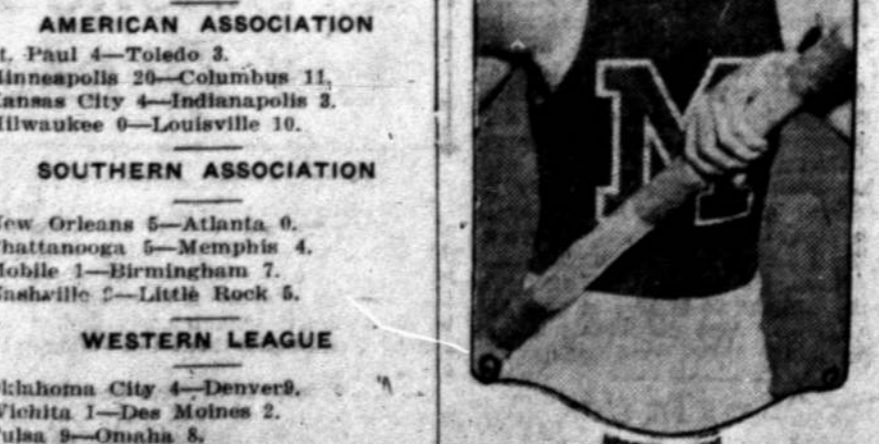 AMERICAN ASSOCIATION
t. Paul 4—Toledo 3.
inneapolis 20—Columbus 11.
ansas City 4—Indianapolis 3.
ilwaukee 0—Louisville 10.
SOUTHERN ASSOCIATION
ew Orleans 5—Atlanta 0.
hattanooga 5—Memphis 4.
obile 1—Birmingham 7.
ashville 2—Little Rock 5.
WESTERN LEAGUE
klahoma City 4—Denver9.
ichita 1—Des Moines 2.
ulsa 9—Omaha 8.
M